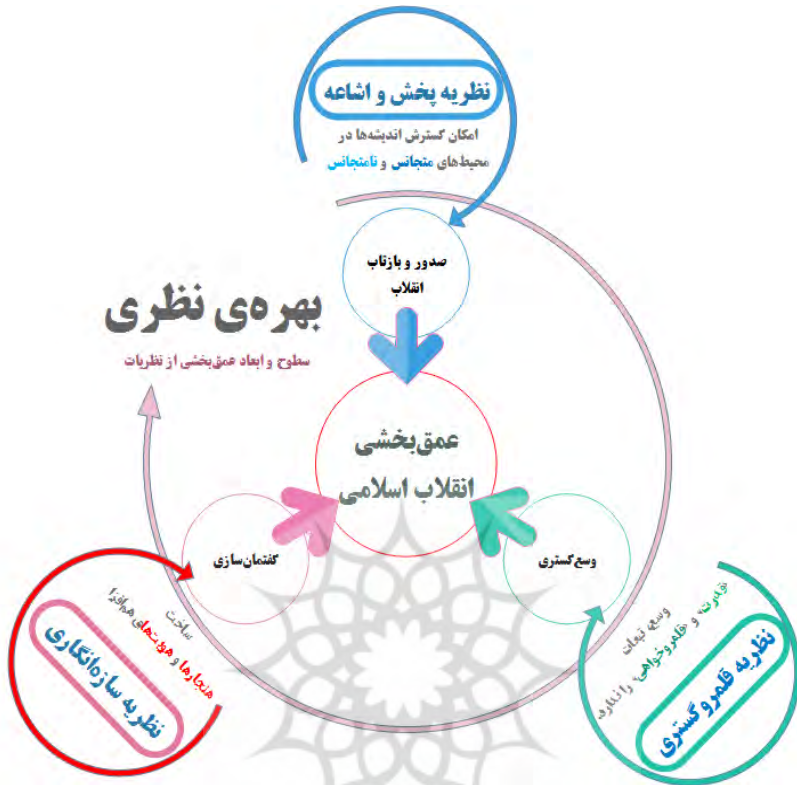 نظریه پخش و اشاعه
امکان گسترش اندیشه‌ها در
محیط‌های متجانس و نامتجانس
صدور و بازتاب
انقلاب
بهره‌ی نظری
سطوح و ابعاد عمق‌بخشی از نظریات
عمق‌بخشی
انقلاب اسلامی
وسع‌گستری
گفتمان‌سازی
«قدرت» و «قلمروخواهی» را ندارد.
وسع، تبعات
نظریه قلمروگستری
ساخت
هنجارها و هویت‌های هم‌افزا
نظریه سازه‌انگاری